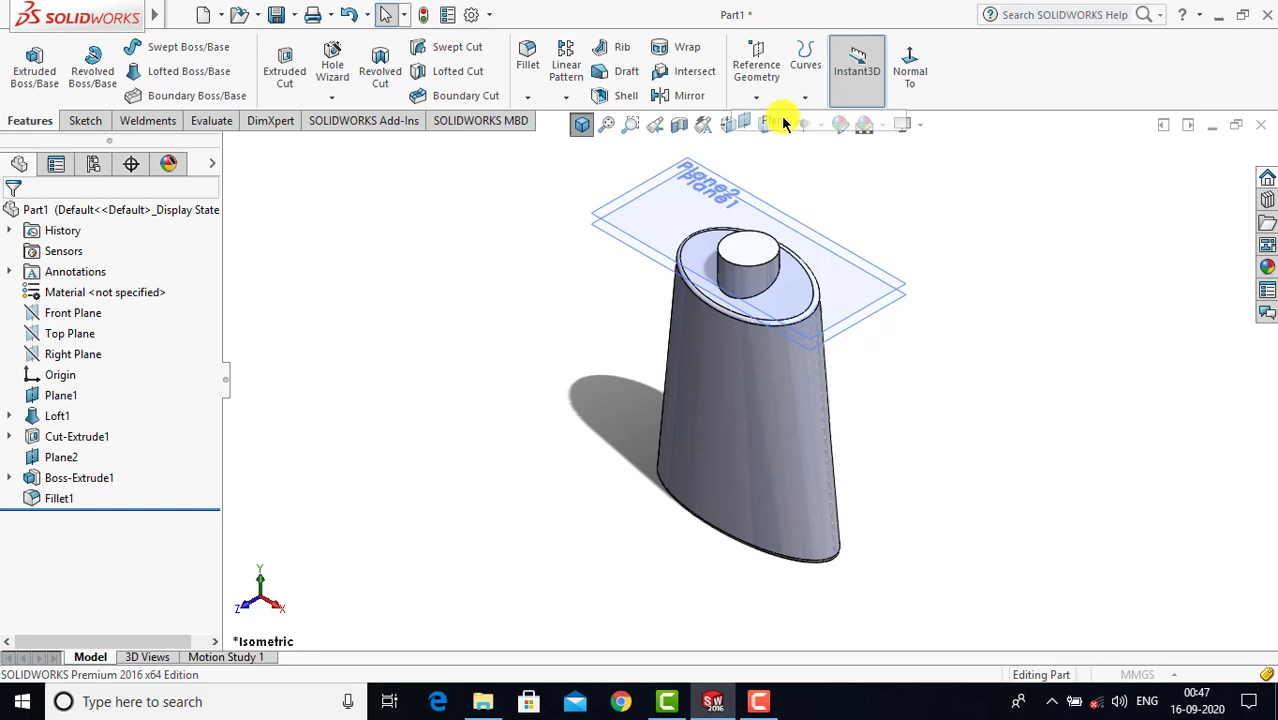 SOLIDWORKS
Part1 *
Search SOLIDWORKS Help
?
Extruded Boss/Base
Revolved Boss/Base
Swept Boss/Base
Lofted Boss/Base
Boundary Boss/Base
Extruded Cut
Hole Wizard
Revolved Cut
Swept Cut
Lofted Cut
Boundary Cut
Fillet
Linear Pattern
Rib
Draft
Shell
Wrap
Intersect
Mirror
Reference Geometry
Curves
Instant3D
Normal To
Features
Sketch
Weldments
Evaluate
DimXpert
SOLIDWORKS Add-Ins
SOLIDWORKS MBD
Part1 (Default<<Default>_Display State
History
Sensors
Annotations
Material <not specified>
Front Plane
Top Plane
Right Plane
Origin
Plane1
Loft1
Cut-Extrude1
Plane2
Boss-Extrude1
Fillet1
Plane2
Plane1
Y
Z
X
*Isometric
Model
3D Views
Motion Study 1
SOLIDWORKS Premium 2016 x64 Edition
Editing Part
MMGS
Type here to search
SW
2016
ENG
00:47
16-09-2020